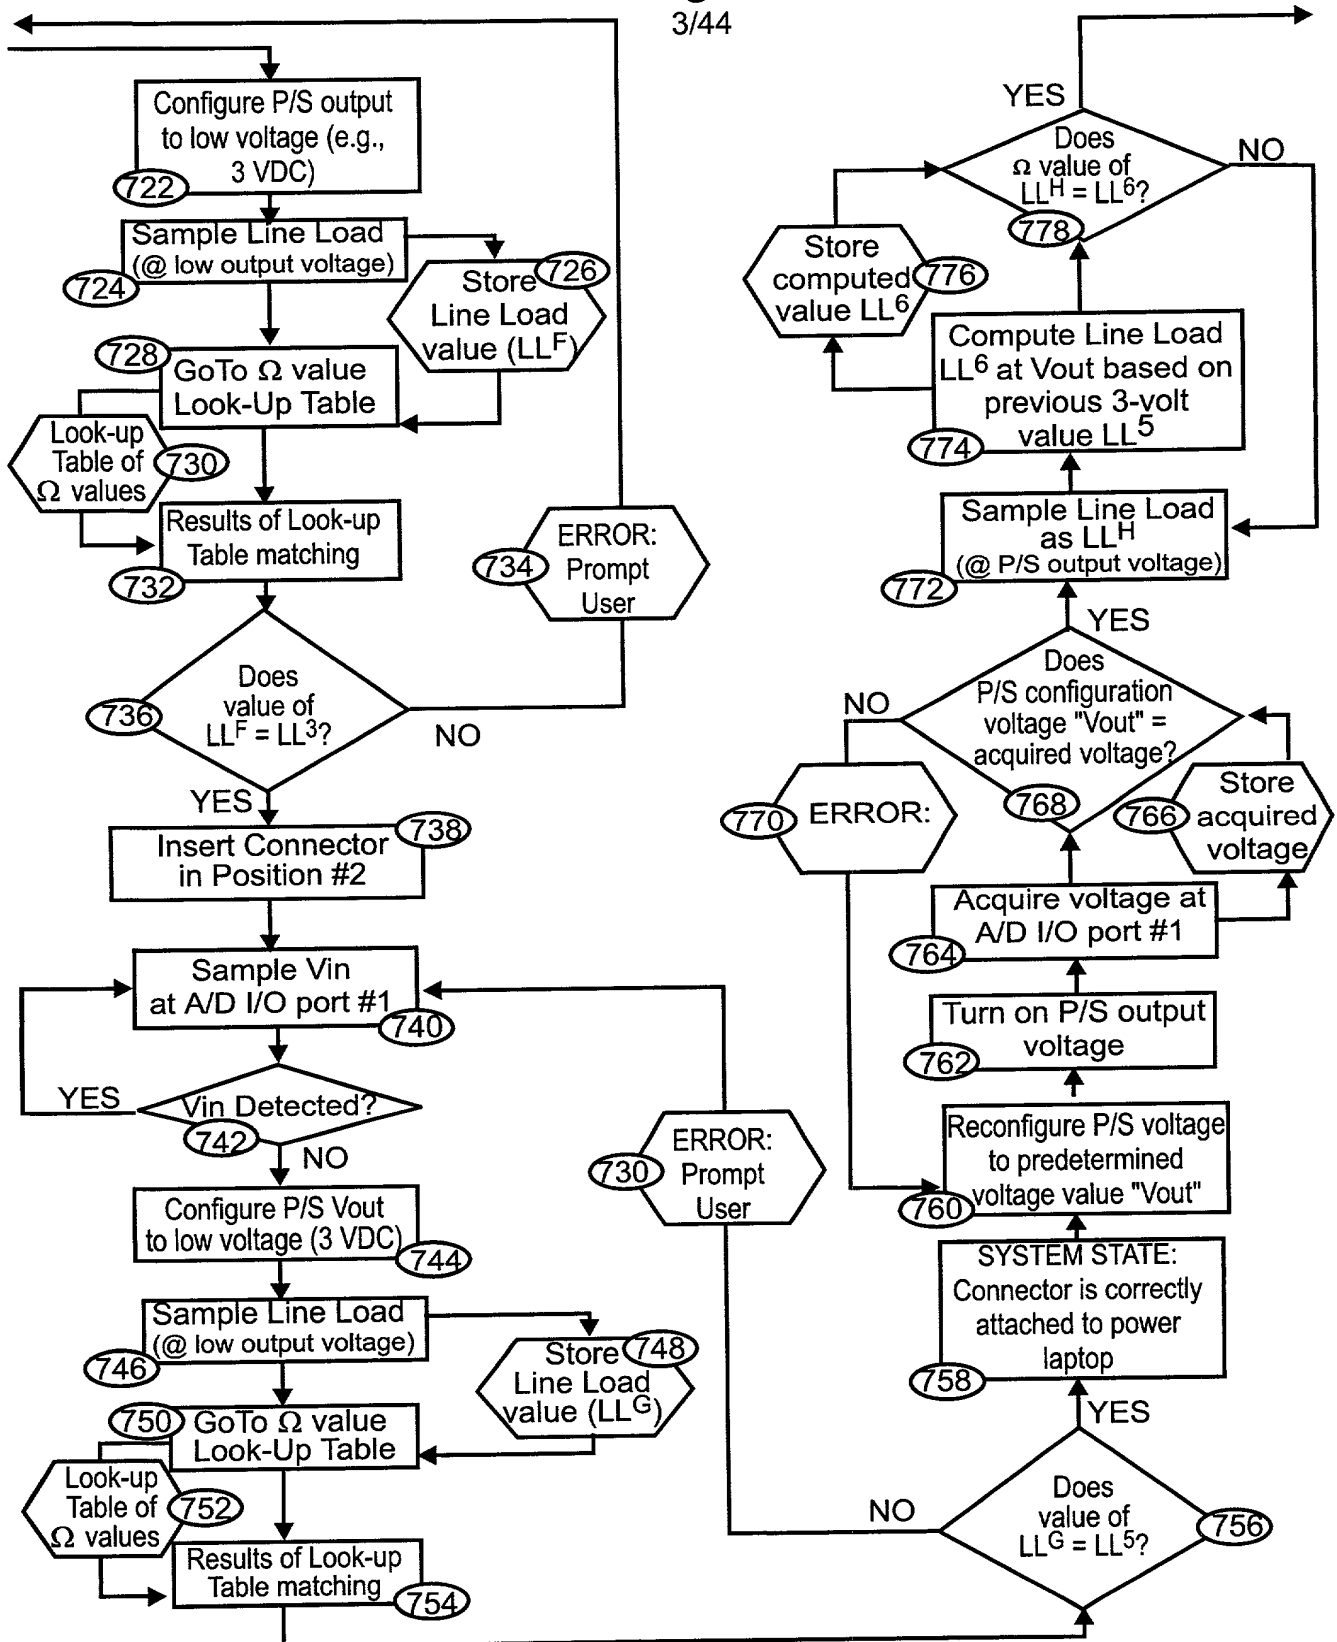 3/44
Configure P/S output
to low voltage (e.g.,
3 VDC)
722
Sample Line Load
(@ low output voltage)
724
Store
Line Load
value (LLF)
726
728
GoTo Ω value
Look-Up Table
Look-up
Table of
Ω values
730
Results of Look-up
Table matching
732
ERROR:
Prompt
User
734
Does
value of
LLF = LL3?
736
NO
YES
738
Insert Connector
in Position #2
Sample Vin
at A/D I/O port #1
740
YES
Vin Detected?
742
NO
Configure P/S Vout
to low voltage (3 VDC)
744
Sample Line Load
(@ low output voltage)
746
Store
Line Load
value (LLG)
748
750
GoTo Ω value
Look-Up Table
Look-up
Table of
Ω values
752
Results of Look-up
Table matching
754
ERROR:
Prompt
User
730
YES
Does
Ω value of
LLH = LL6?
778
NO
Store
computed
value LL6
776
Compute Line Load
LL6 at Vout based on
previous 3-volt
value LL5
774
Sample Line Load
as LLH
(@ P/S output voltage)
772
YES
Does
P/S configuration
voltage "Vout" =
acquired voltage?
768
NO
770
ERROR:
Store
acquired
voltage
766
Acquire voltage at
A/D I/O port #1
764
Turn on P/S output
voltage
762
Reconfigure P/S voltage
to predetermined
voltage value "Vout"
760
SYSTEM STATE:
Connector is correctly
attached to power
laptop
758
YES
NO
Does
value of
LLG = LL5?
756